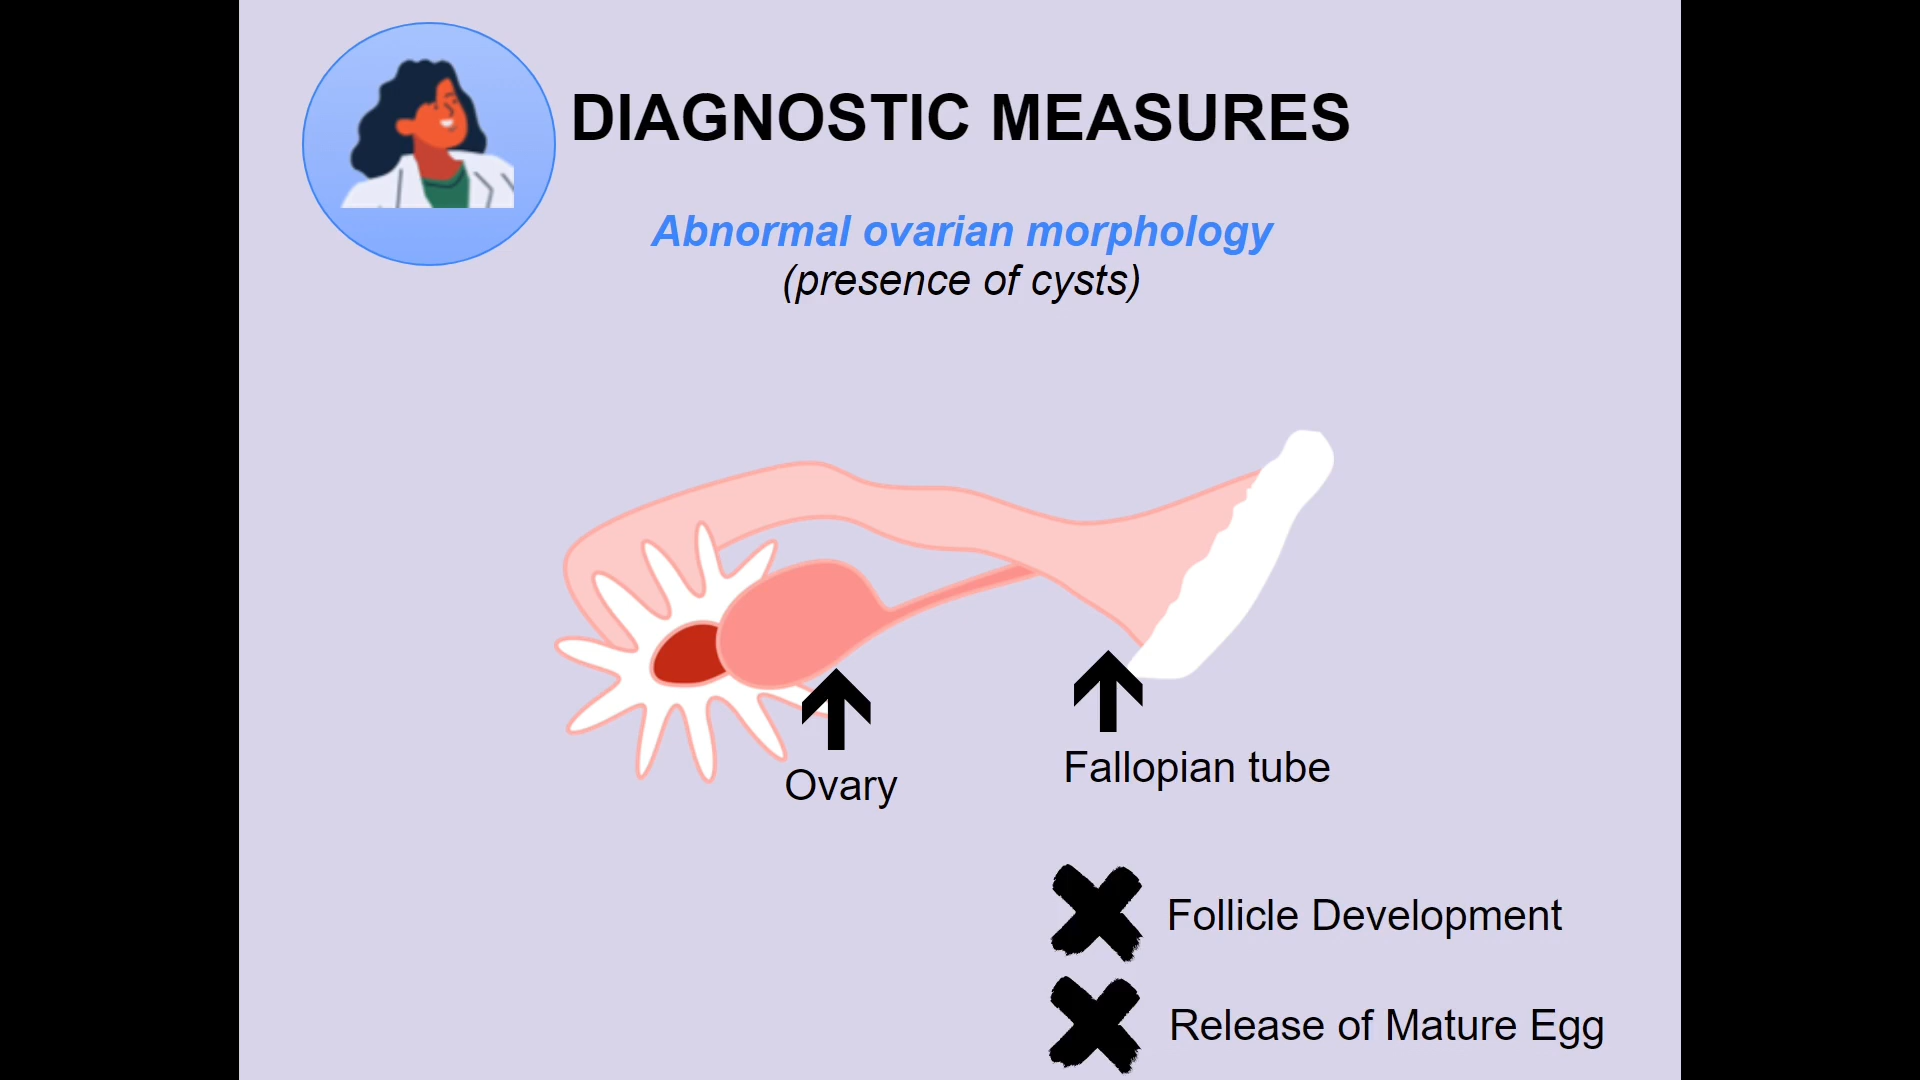 DIAGNOSTIC MEASURES
Abnormal ovarian morphology
(presence of cysts)
Ovary
Fallopian tube
Follicle Development
Release of Mature Egg